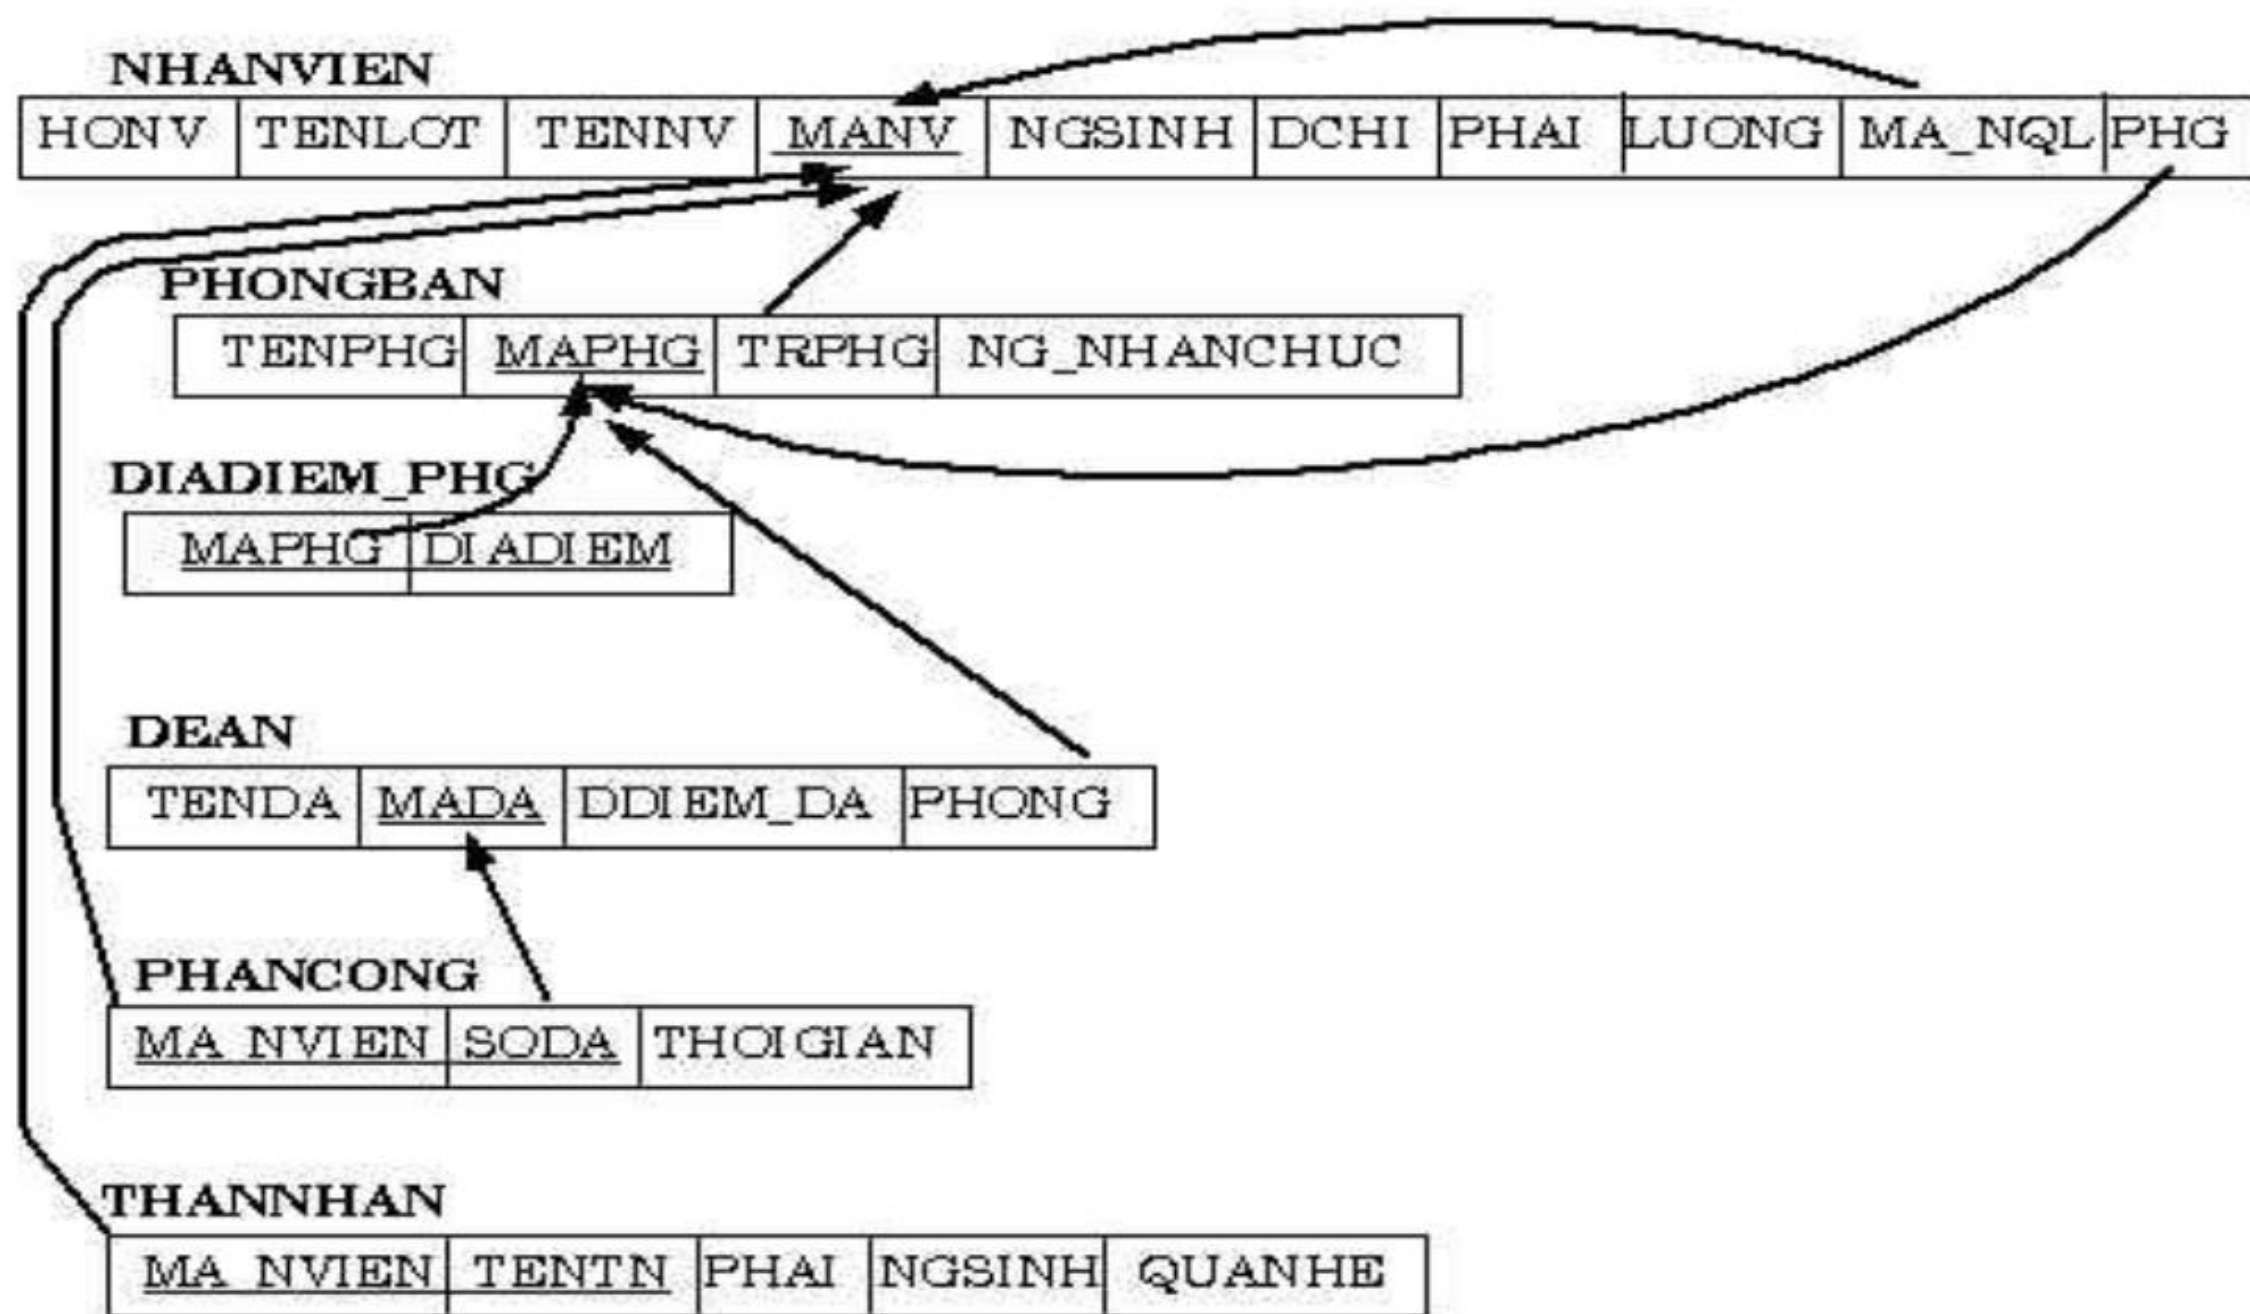 NHANVIEN
HONV TENLOT TENNV MANV NGSINH DCHI PHAI LUONG MA_NQL PHG
PHONGBAN
TENPHG MAPHG TRPHG NG_NHANCHUC
DIADIEM_PHG
MAPHG DIADIEM
DEAN
TENDA MADA DDIEM_DA PHONG
PHANCONG
MA_NVIEN SODA THOIGIAN
THANNHAN
MA_NVIEN TENTN PHAI NGSINH QUANHE